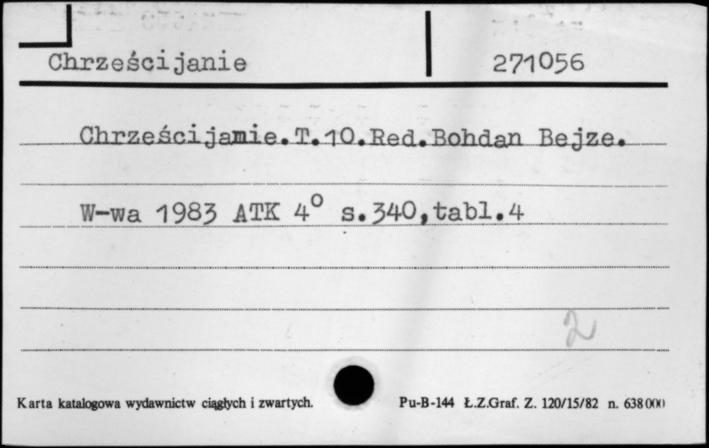 Chrześcijanie 271056
Chrześcijanie.T.10.Red.Bohdan Bejze.
W-wa 1983 ATK 4° s.340,tabl.4
2
Karta katalogowa wydawnictw ciągłych i zwartych. Pu-B-144 Ł.Z.Graf. Z. 120/15/82 n. 638000